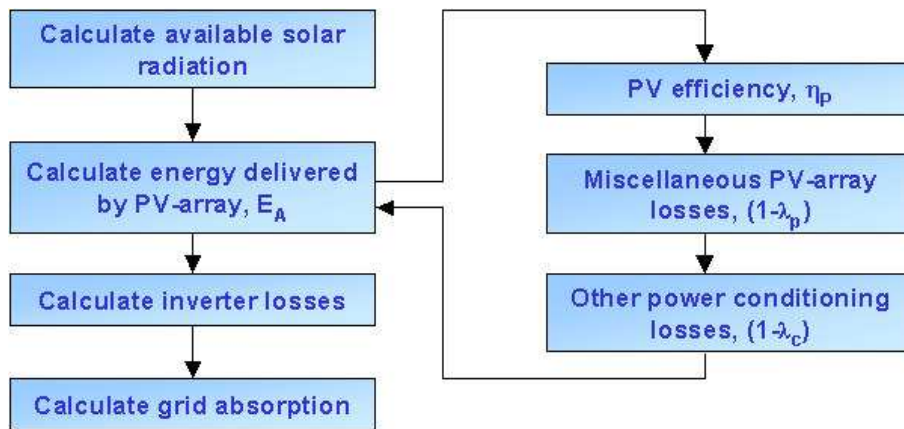 Calculate available solar
radiation
Calculate energy delivered
by PV-array, E_A
Calculate inverter losses
Calculate grid absorption
PV efficiency, η_P
Miscellaneous PV-array
losses, (1-λ_p)
Other power conditioning
losses, (1-λ_c)